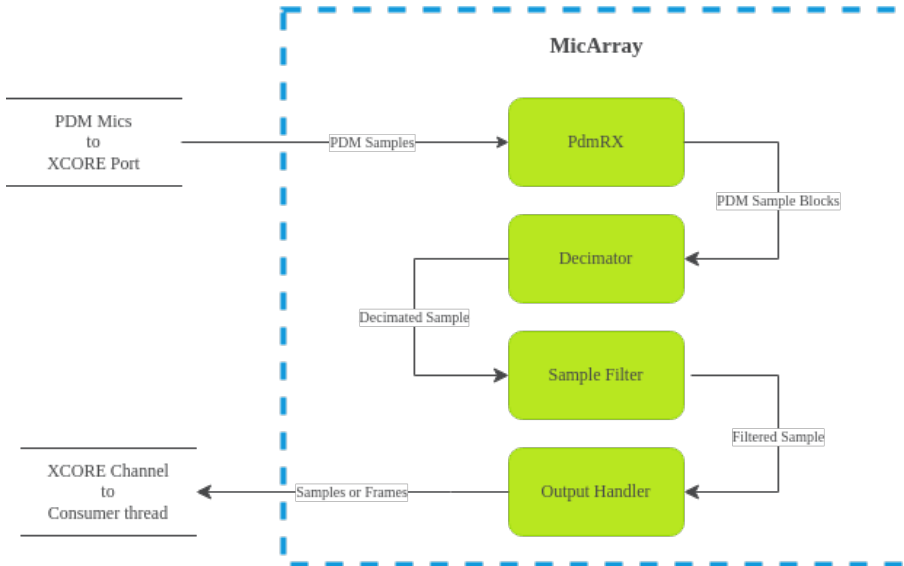 MicArray
PDM Mics
to
XCORE Port
PDM Samples
PdmRX
PDM Sample Blocks
Decimator
Decimated Sample
Sample Filter
Filtered Sample
XCORE Channel
to
Consumer thread
Samples or Frames
Output Handler